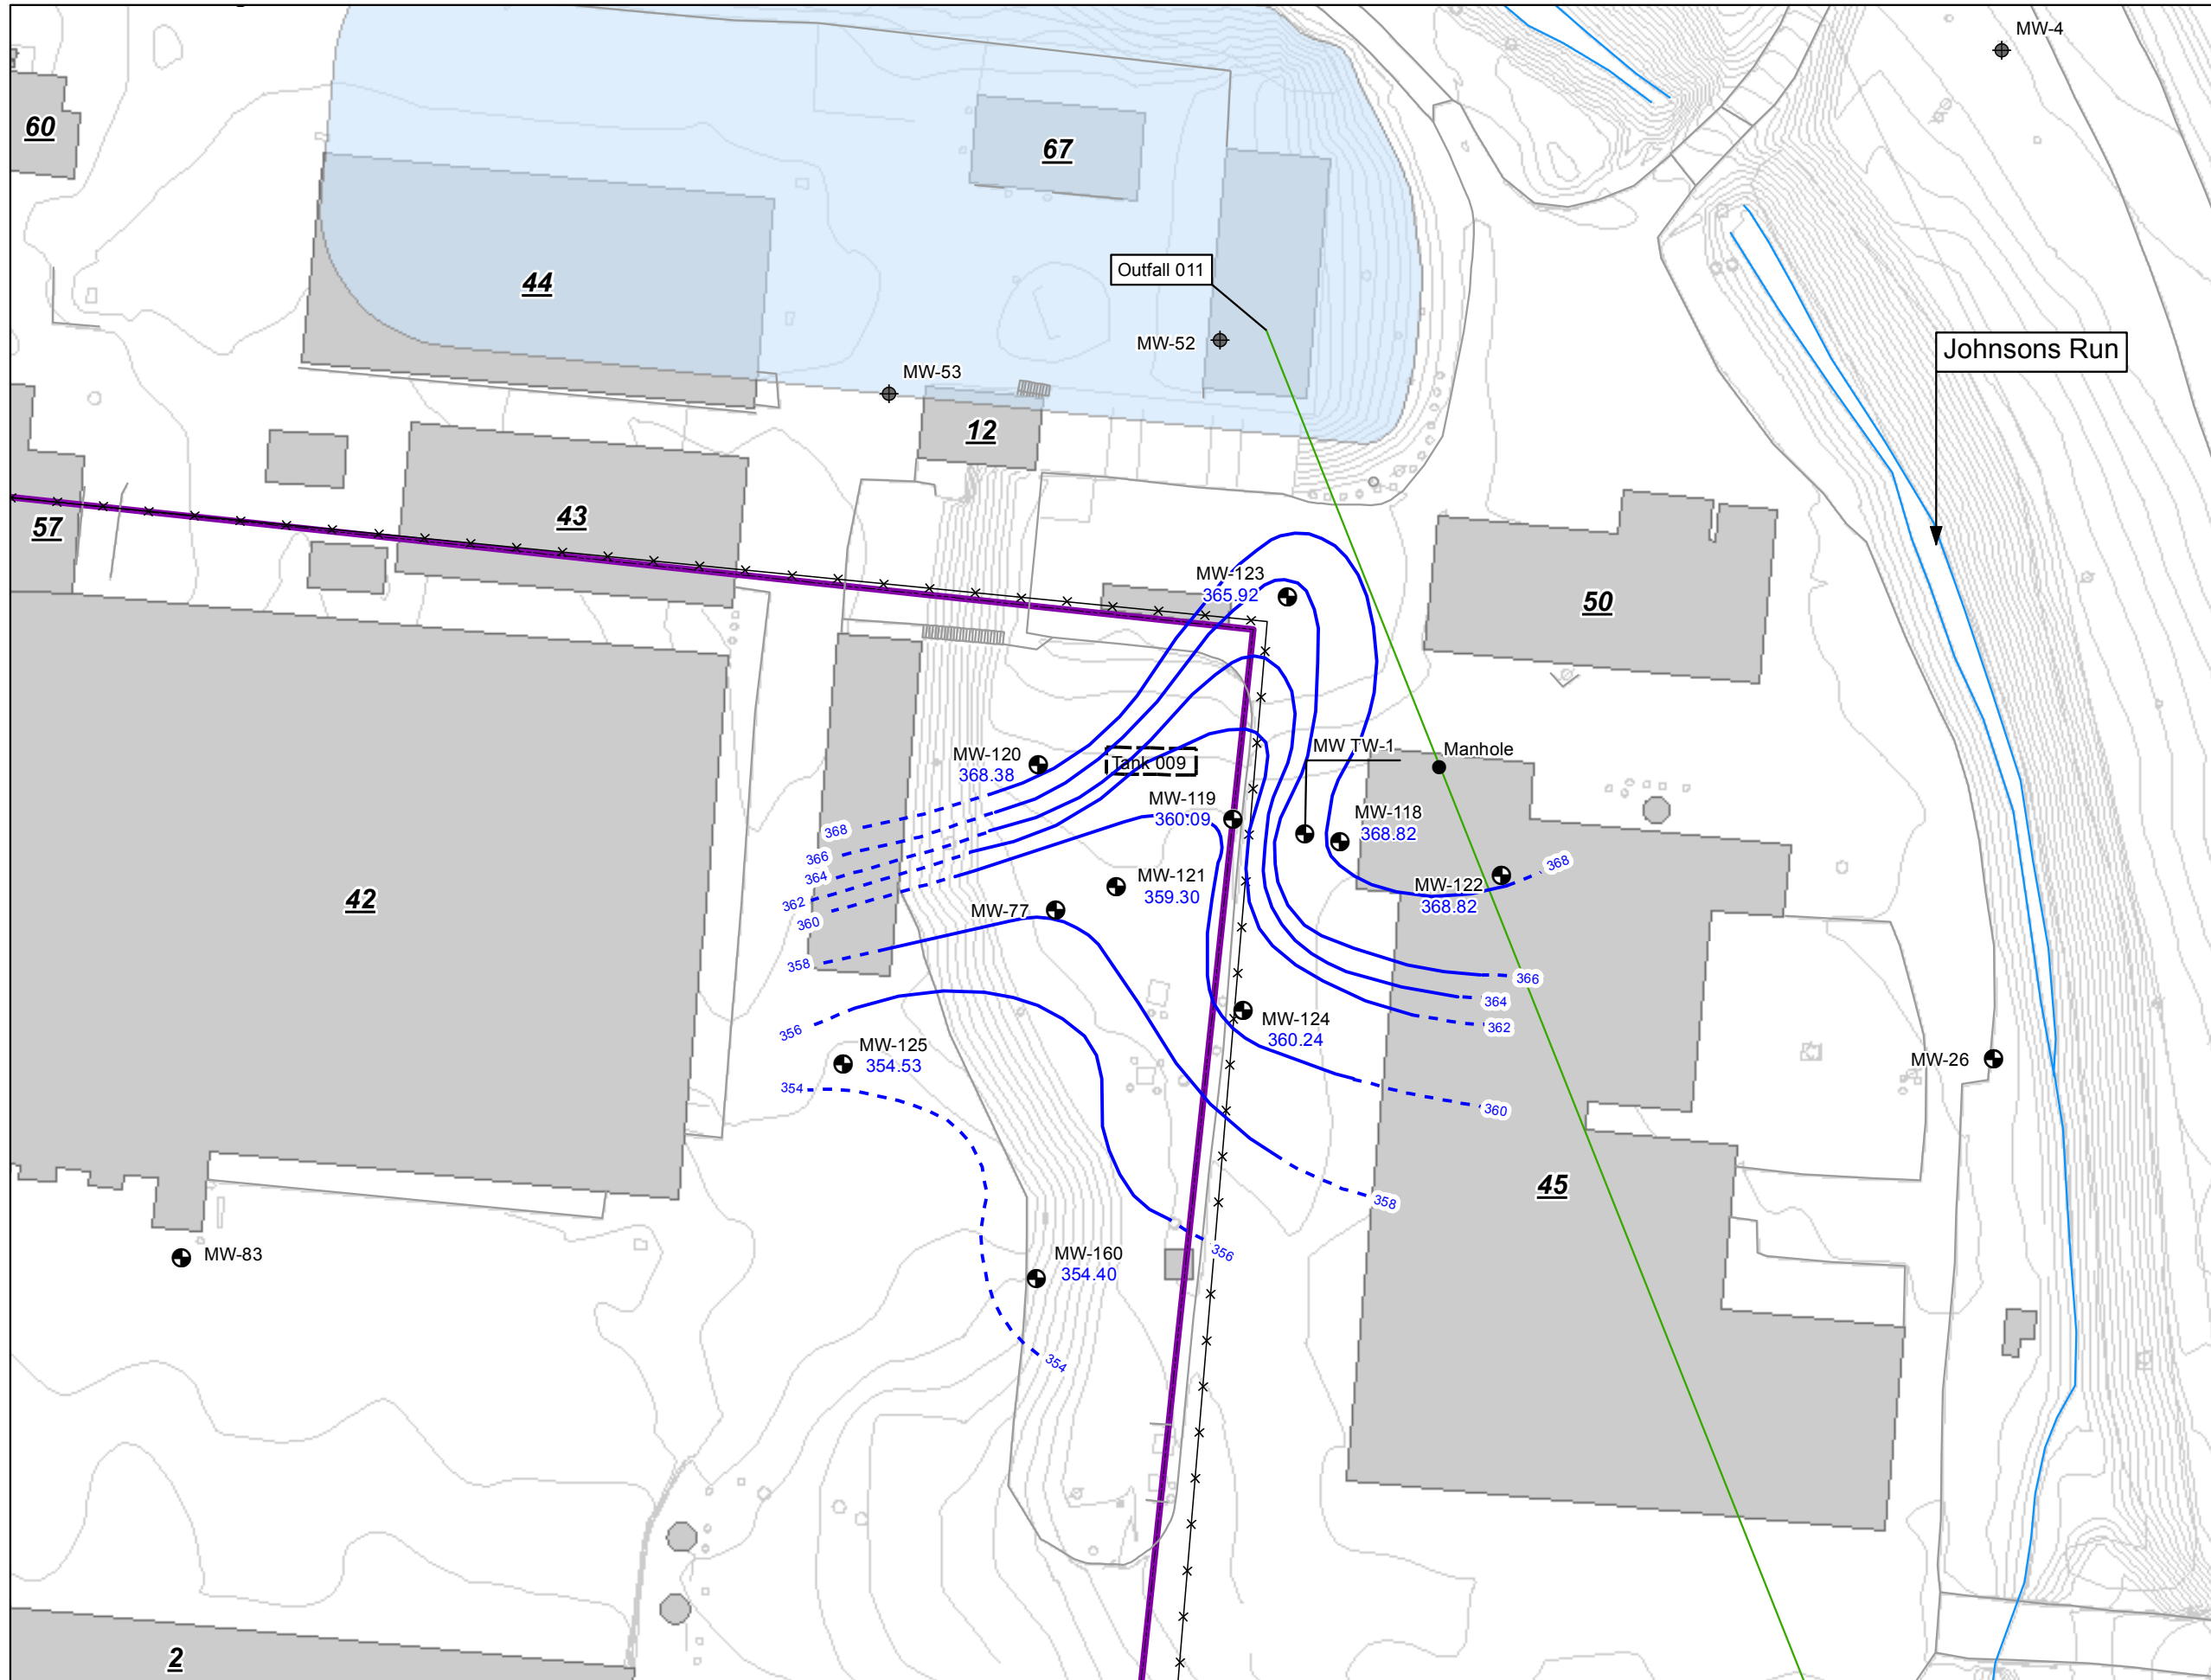 MW-4
60
67
44
Outfall 011
MW-52
Johnsons Run
MW-53
12
43
57
MW-123
365.92
50
MW TW-1
Manhole
MW-120
368.38
Tank 009
MW-119
360.09
MW-118
368.82
368
366
364
362
360
358
356
354
MW-121
359.30
MW-77
MW-122
368.82
368
42
366
364
362
MW-124
360.24
MW-125
354.53
MW-26
360
45
358
356
MW-83
MW-160
354.40
354
2